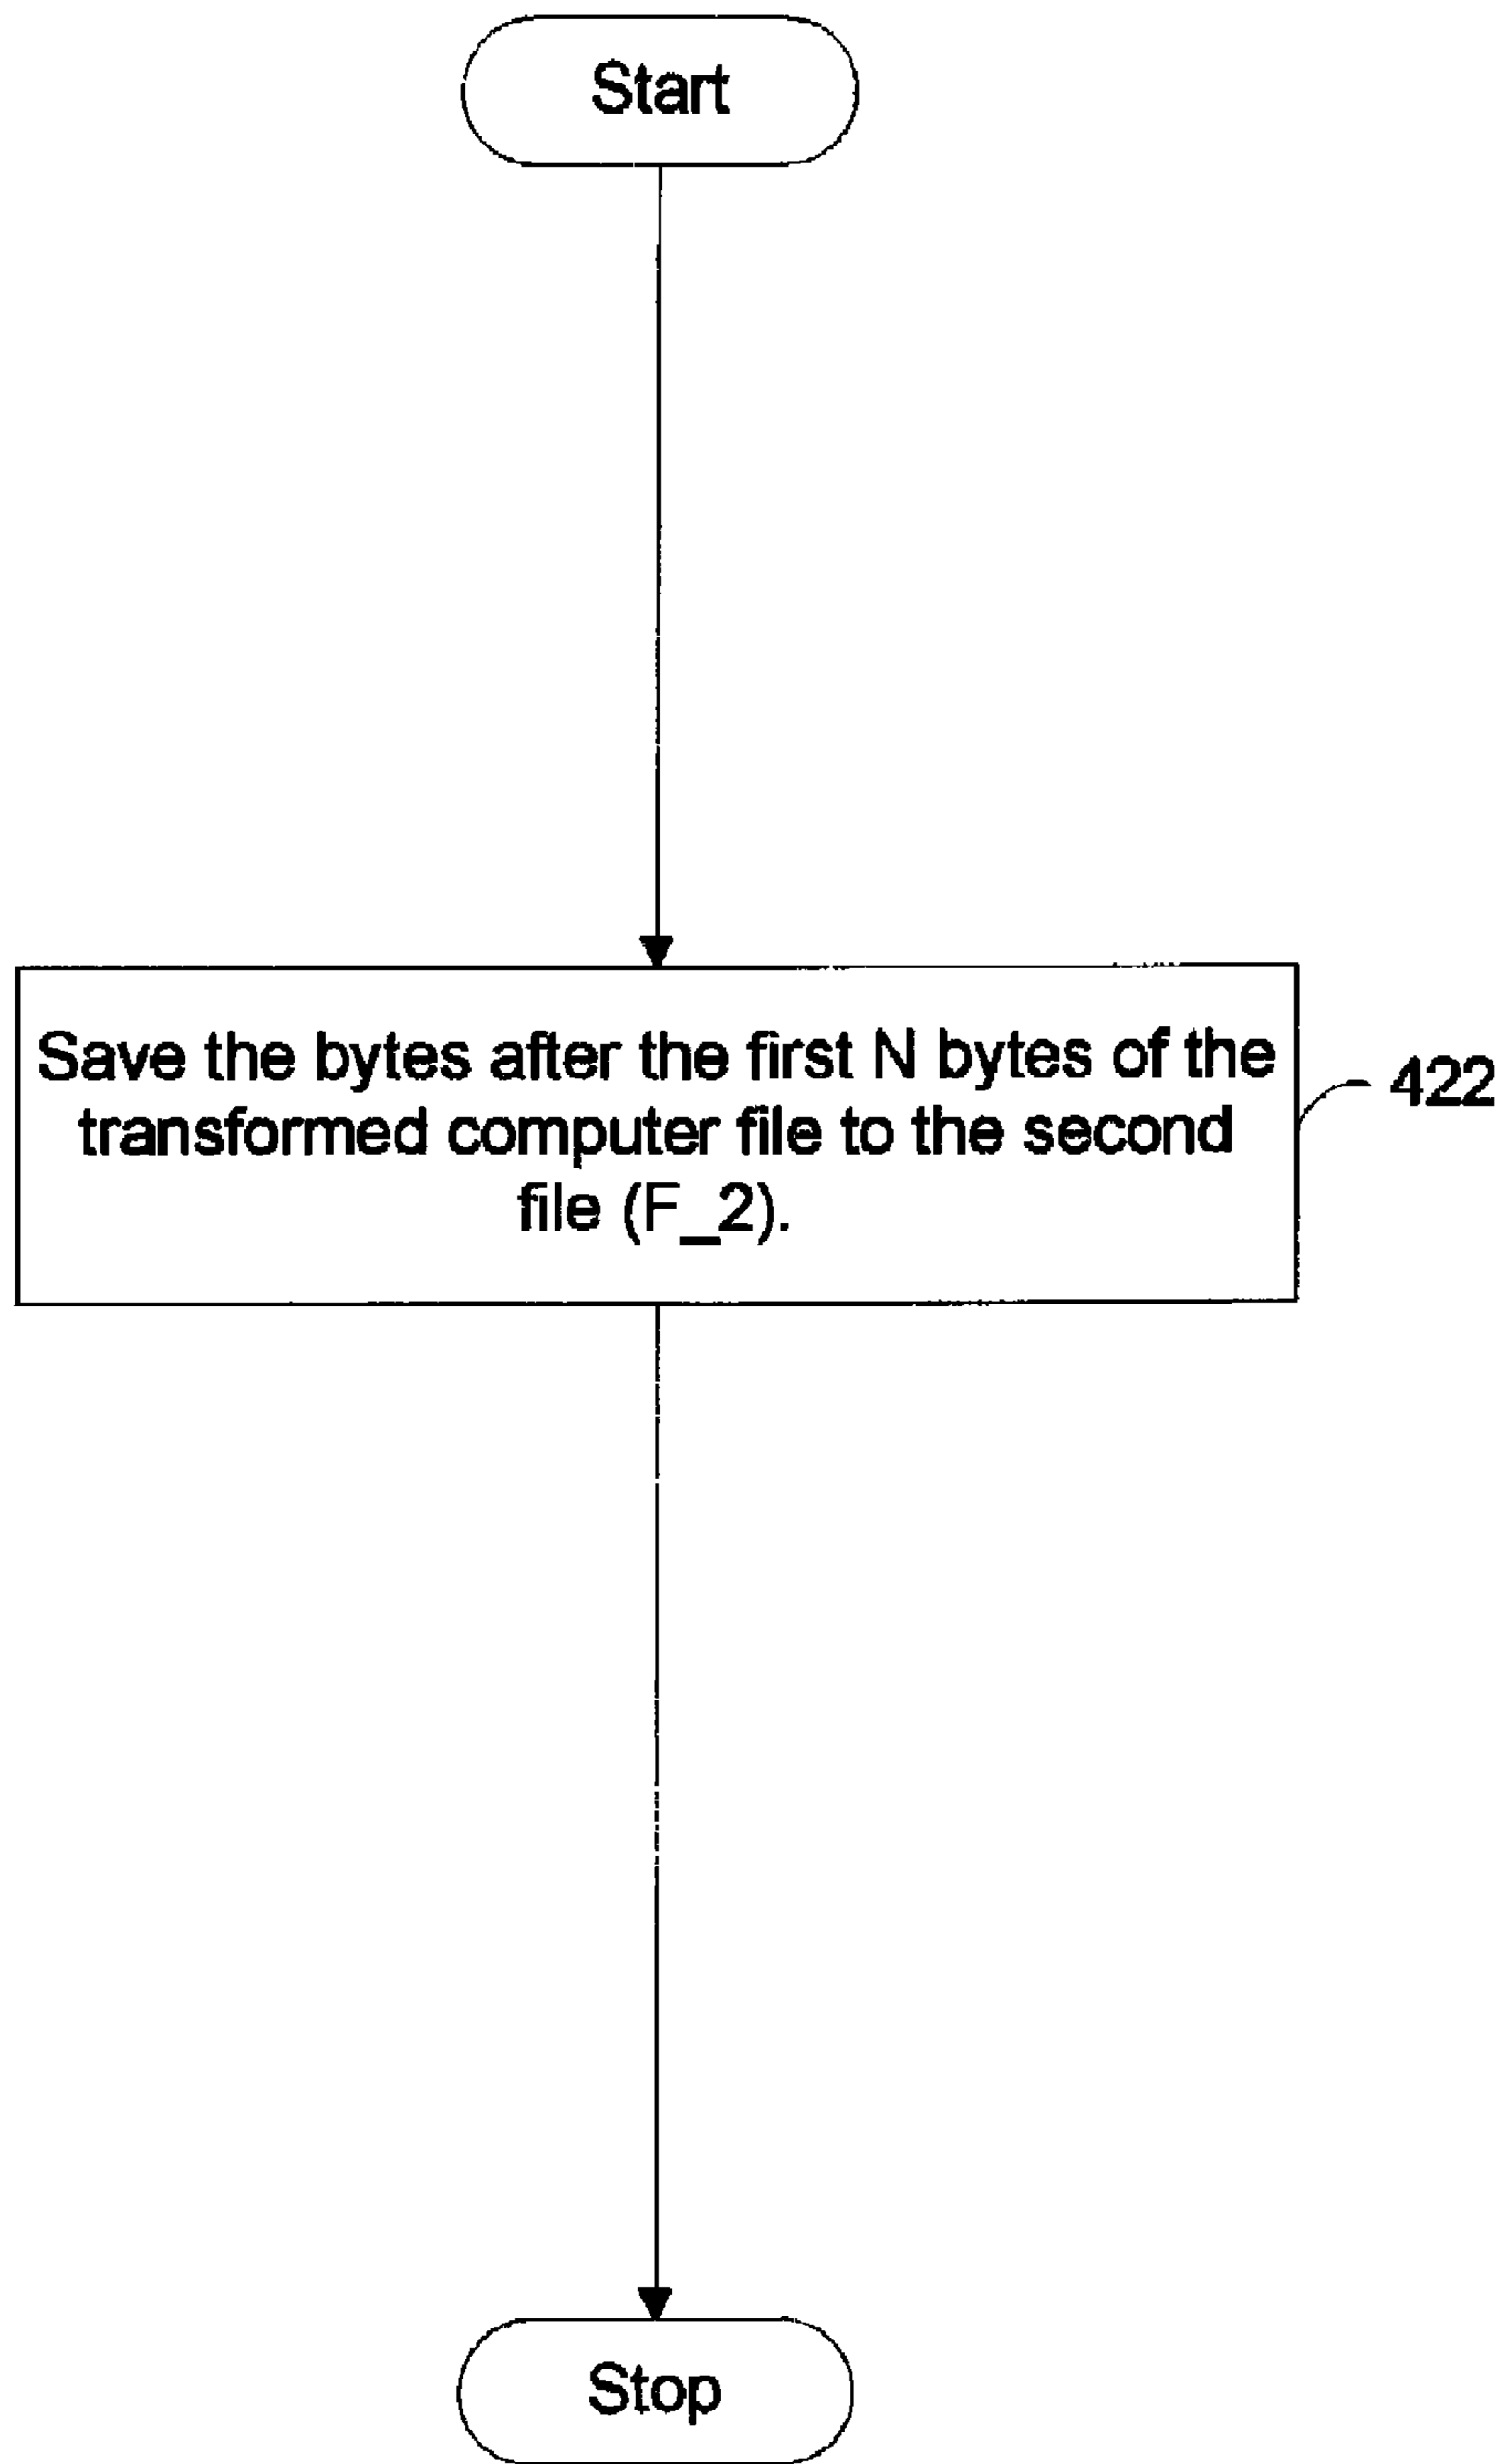 Start
Save the bytes after the first N bytes of the
transformed computer file to the second
file (F_2).
422
Stop